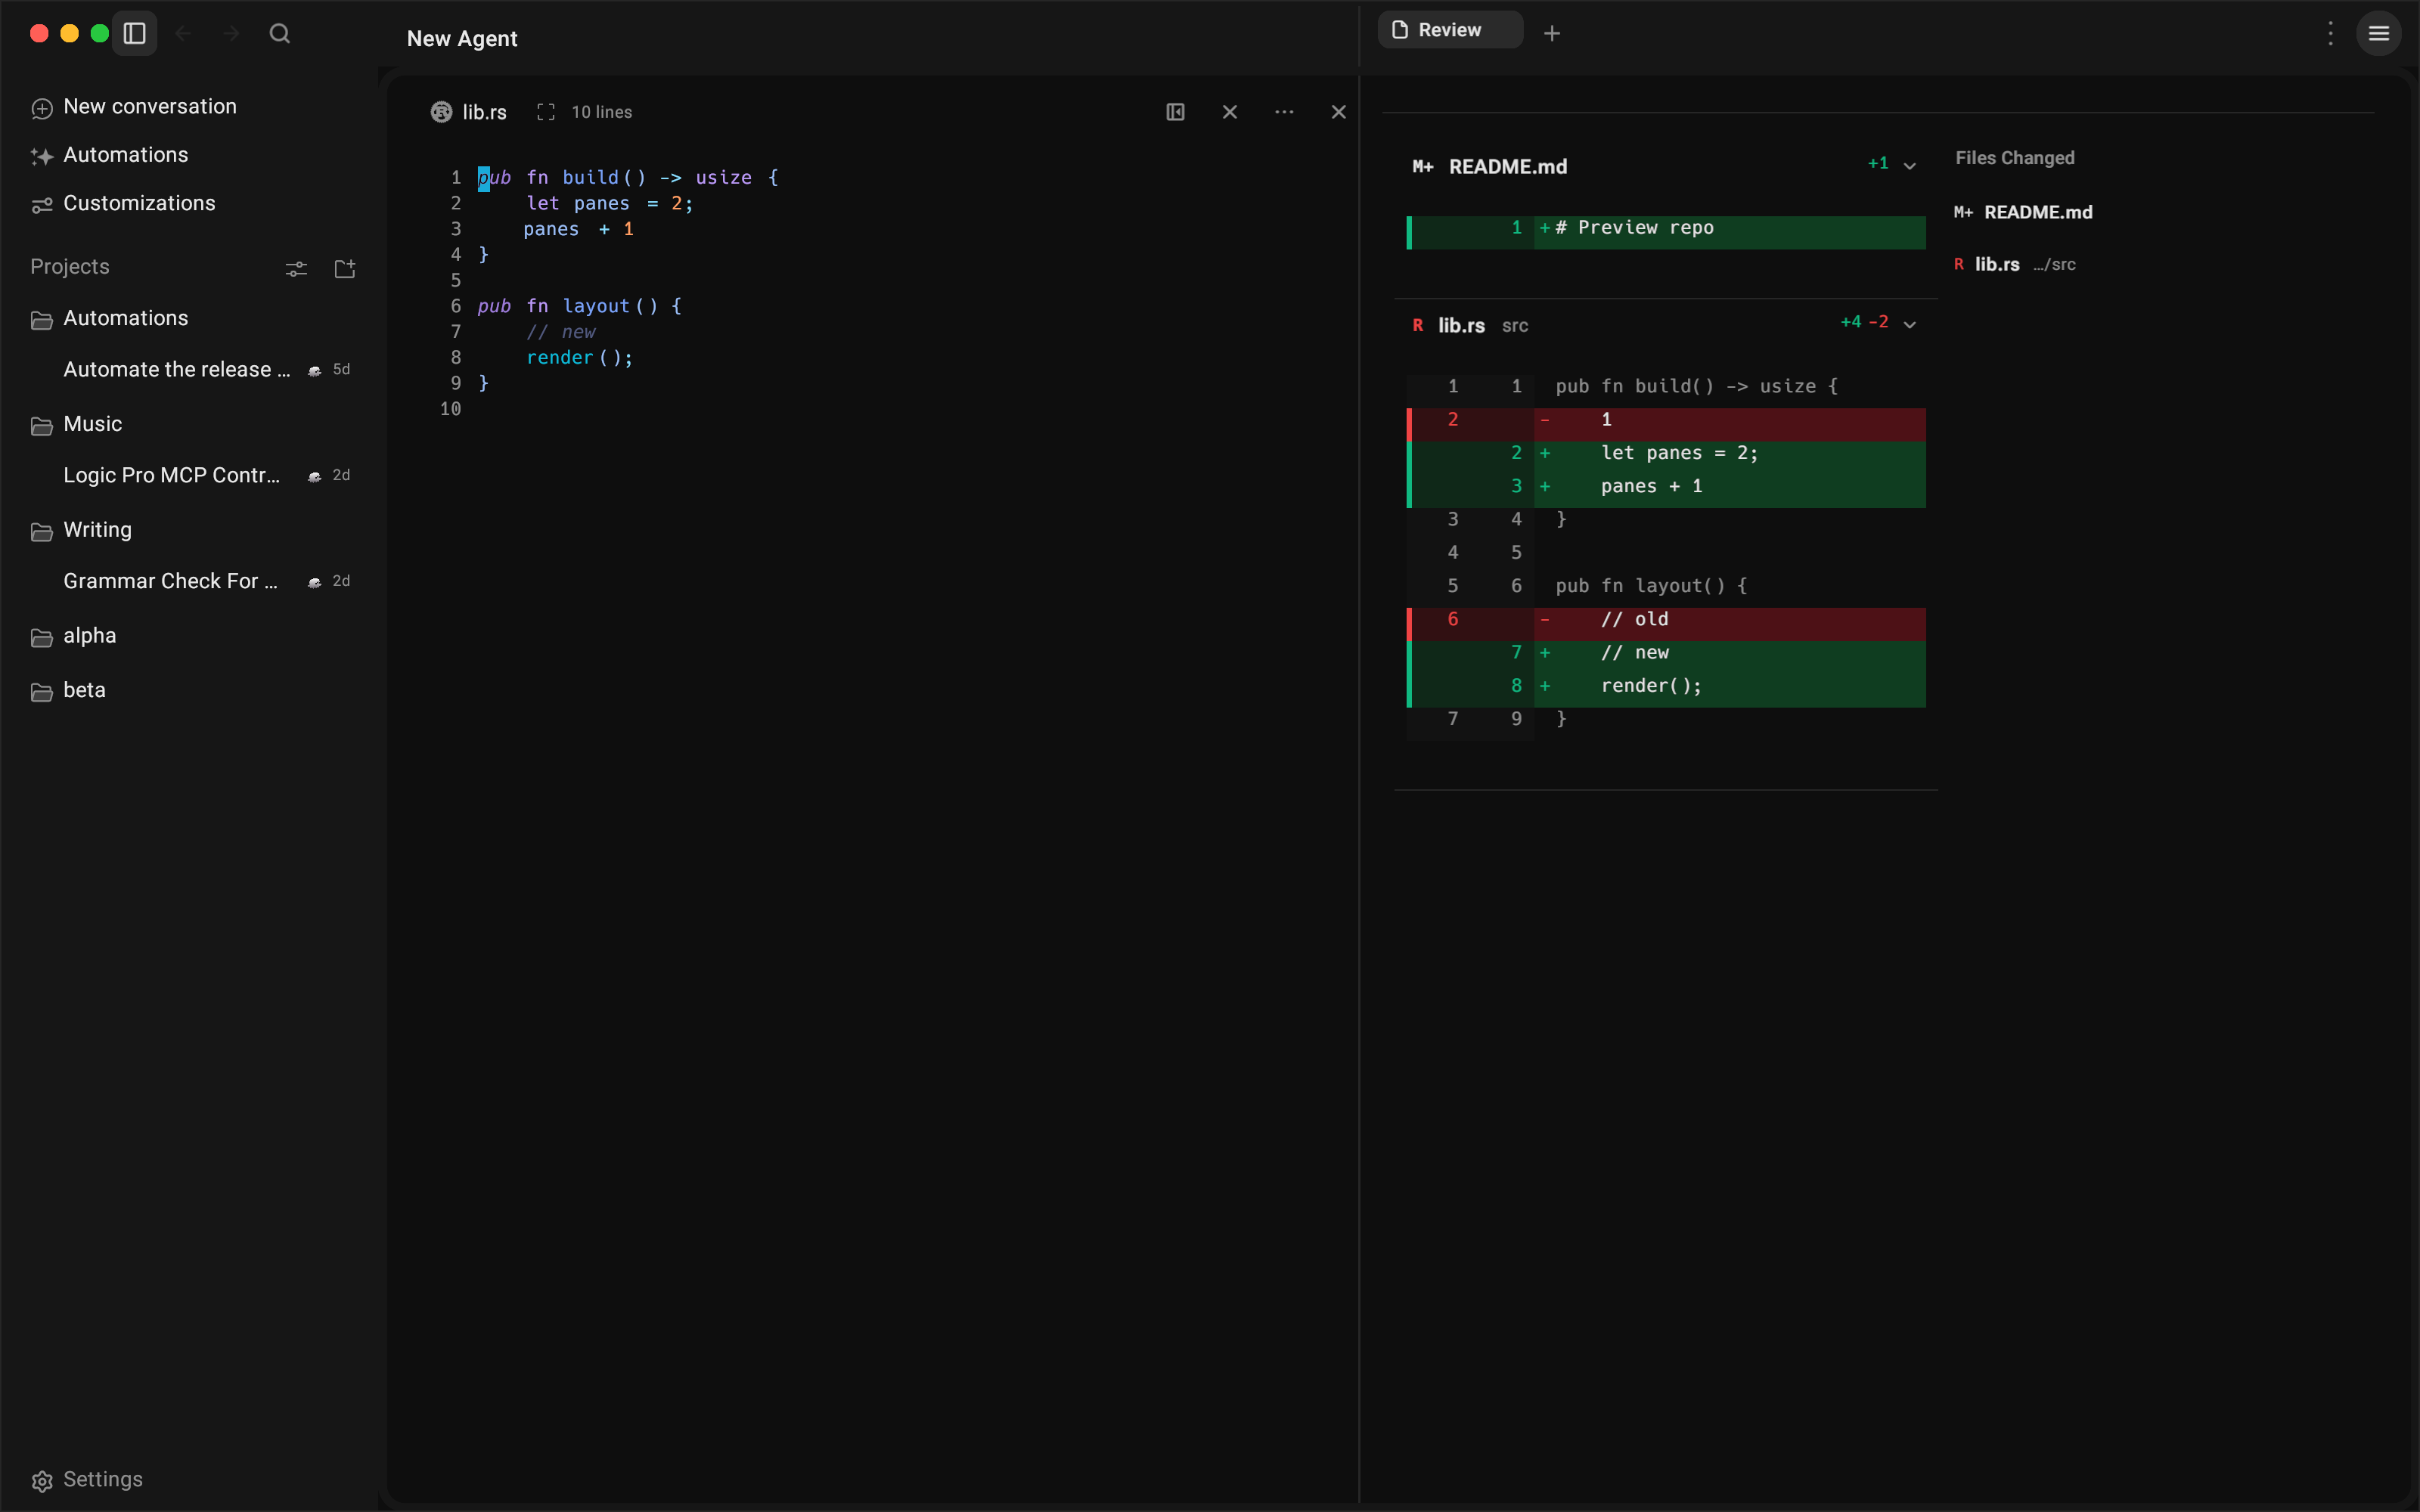 New Agent
Review
New conversation
Automations
Customizations
Projects
Automations
Automate the release ... 5d
Music
Logic Pro MCP Contr... 2d
Writing
Grammar Check For ... 2d
alpha
beta
Settings
lib.rs 10 lines
1 pub fn build() -> usize {
2 let panes = 2;
3 panes + 1
4 }
5
6 pub fn layout() {
7 // new
8 render();
9 }
10
M+ README.md +1
1 + # Preview repo
R lib.rs src +4 -2
1 1 pub fn build() -> usize {
2 - 1
2 + let panes = 2;
3 + panes + 1
3 4 }
4 5
5 6 pub fn layout() {
6 - // old
7 + // new
8 + render();
7 9 }
Files Changed
M+ README.md
R lib.rs .../src